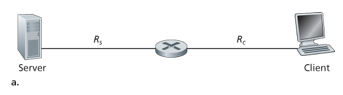 Rs Rc
Server Client
a.